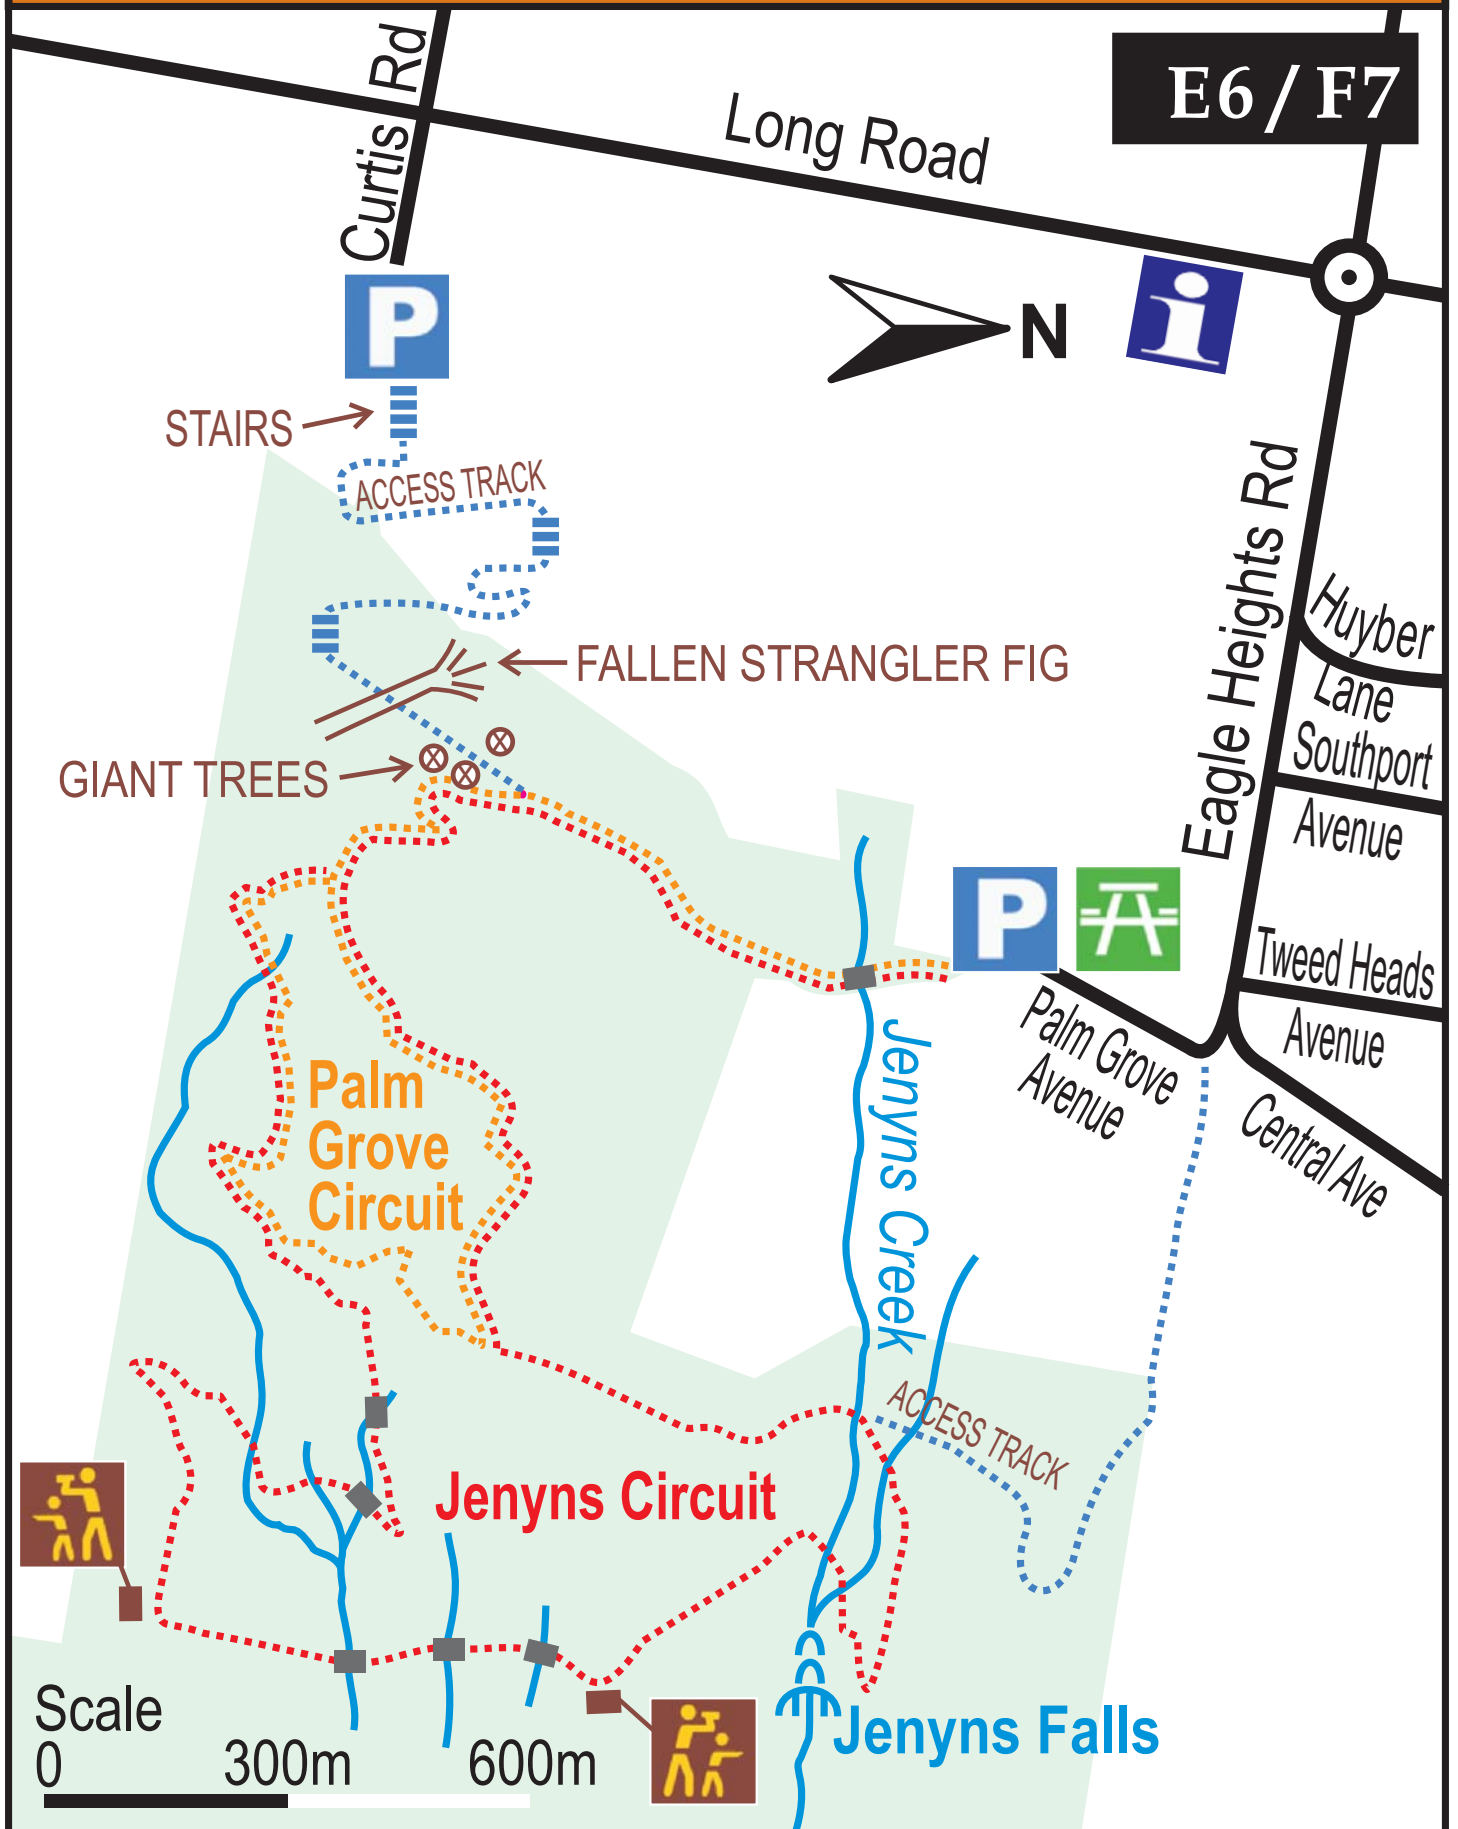 E6 / F7
Curtis Rd
Long Road
P
i
N
STAIRS
ACCESS TRACK
Eagle Heights Rd
Huyber
Lane
FALLEN STRANGLER FIG
Southport
Avenue
GIANT TREES
P
Tweed Heads
Avenue
Palm Grove
Avenue
Central Ave
Jenyns Creek
Palm
Grove
Circuit
ACCESS TRACK
Jenyns Circuit
Jenyns Falls
Scale
0 300m 600m